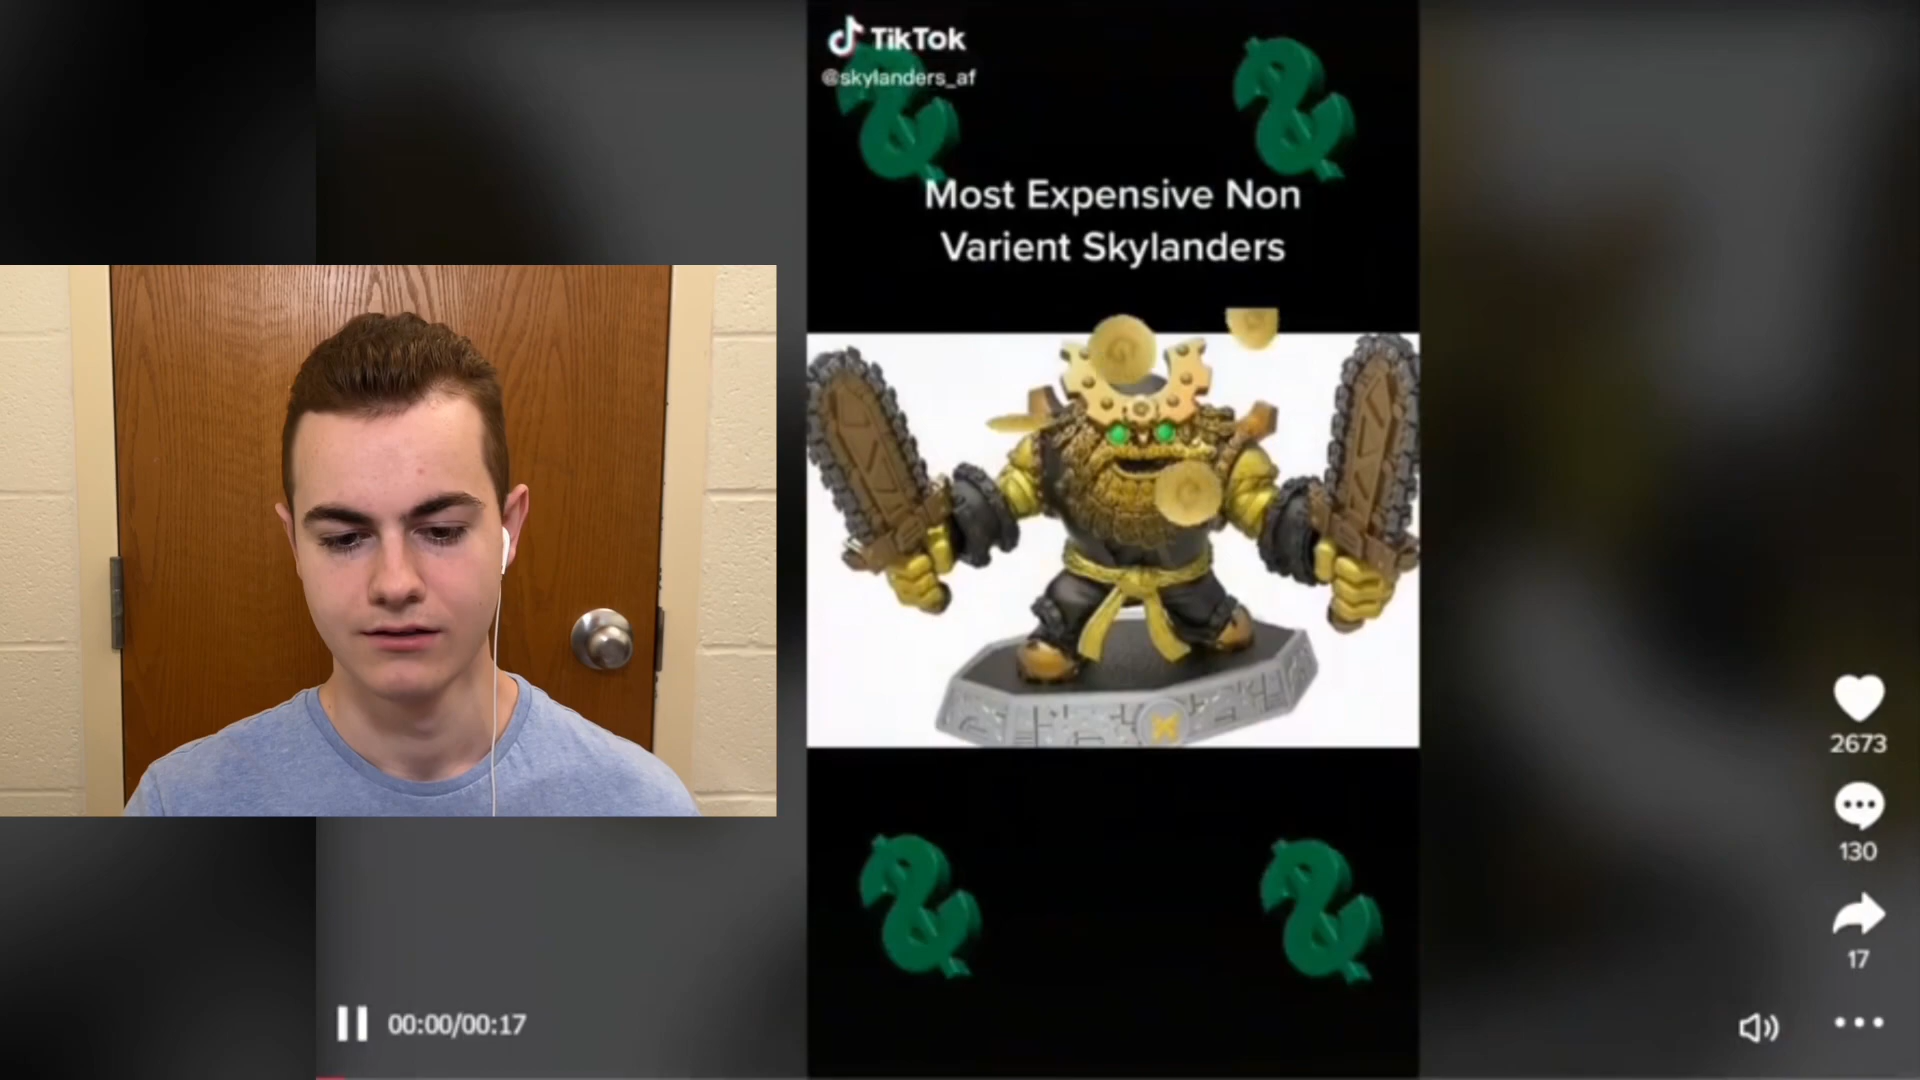 TikTok
@skylanders_af
Most Expensive Non
Varient Skylanders
2673
130
17
00:00/00:17